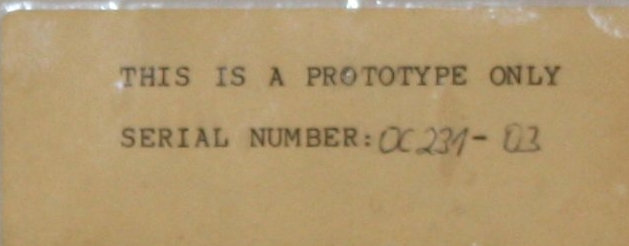 THIS IS A PROTOTYPE ONLY
SERIAL NUMBER: OC231-03